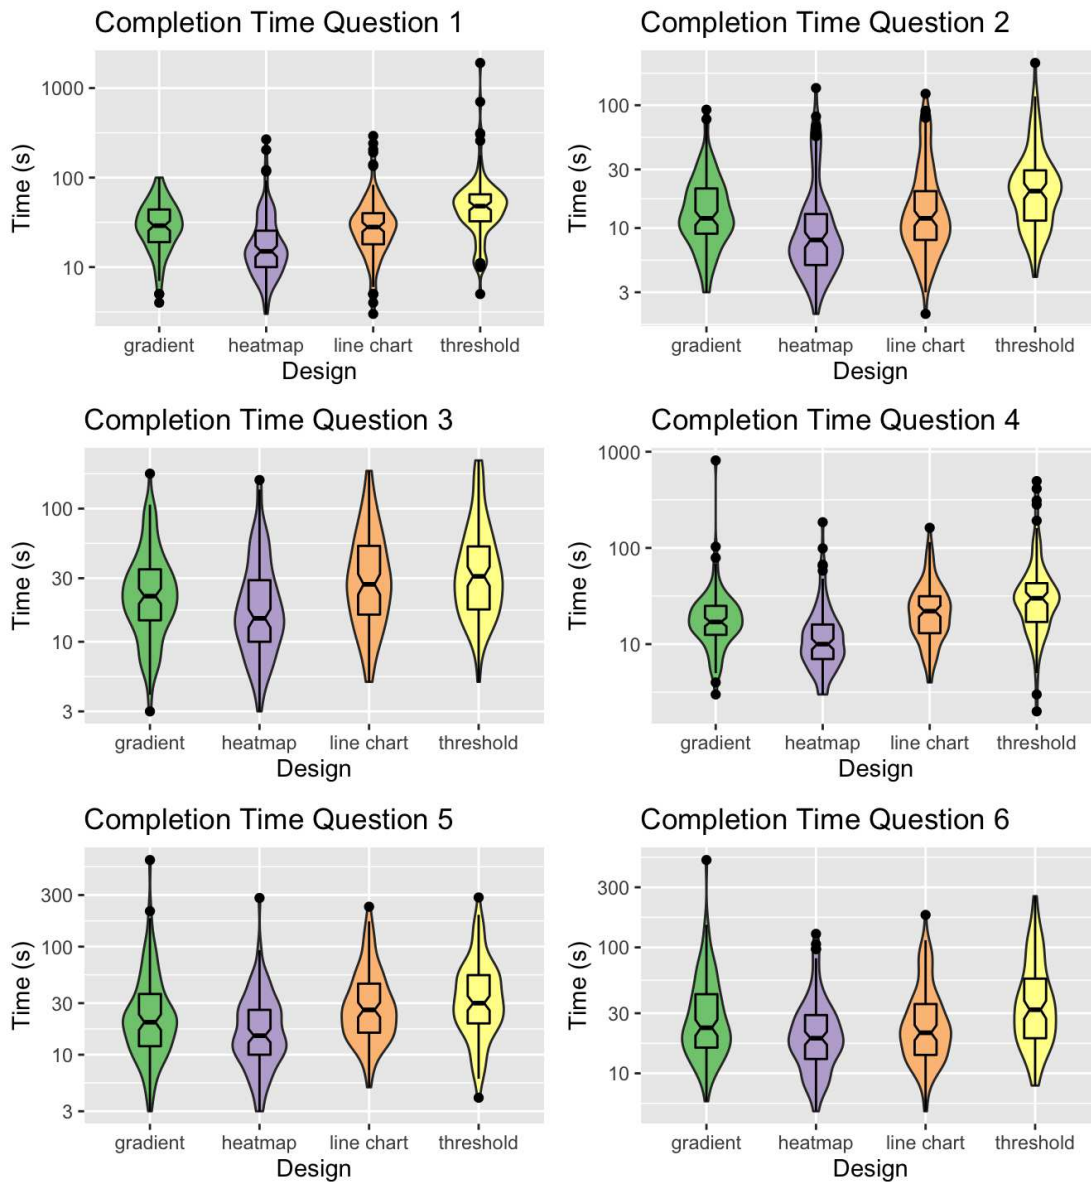 Completion Time Question 1
Time (s)
1000
100
10
gradient heatmap line chart threshold
Design
Completion Time Question 2
Time (s)
100
30
10
3
gradient heatmap line chart threshold
Design
Completion Time Question 3
Time (s)
100
30
10
3
gradient heatmap line chart threshold
Design
Completion Time Question 4
Time (s)
1000
100
10
gradient heatmap line chart threshold
Design
Completion Time Question 5
Time (s)
300
100
30
10
3
gradient heatmap line chart threshold
Design
Completion Time Question 6
Time (s)
300
100
30
10
gradient heatmap line chart threshold
Design